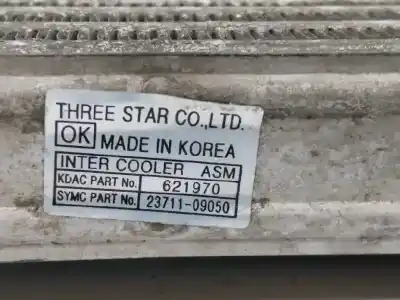 THREE STAR CO.,LTD.
OK MADE IN KOREA
INTER COOLER ASM
KDAC PART No. 621970
SYMC PART No. 23711-09050